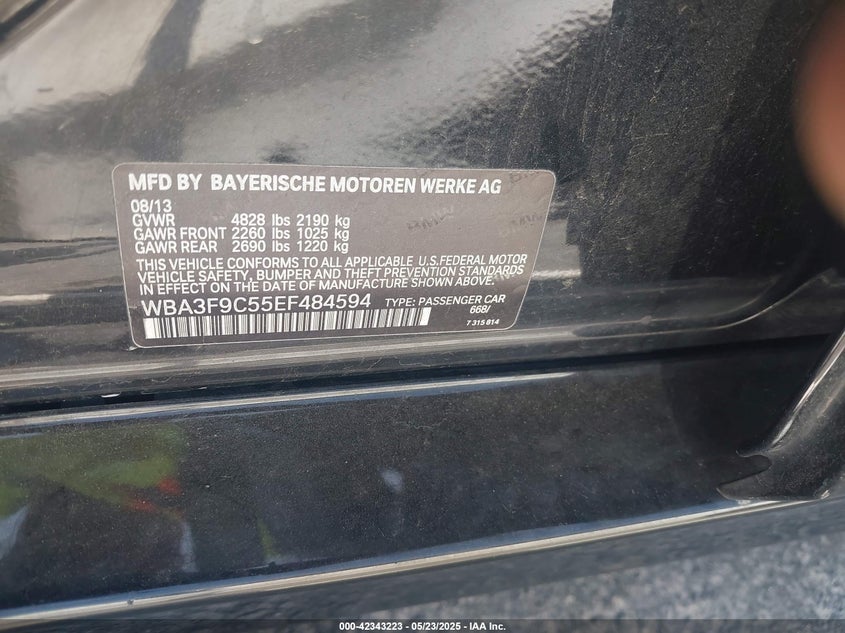 MFD BY BAYERISCHE MOTOREN WERKE AG
08/13
GVWR 4828 lbs 2190 kg
GAWR FRONT 2260 lbs 1025 kg
GAWR REAR 2690 lbs 1220 kg
THIS VEHICLE CONFORMS TO ALL APPLICABLE U.S.FEDERAL MOTOR
VEHICLE SAFETY, BUMPER AND THEFT PREVENTION STANDARDS
IN EFFECT ON THE DATE OF MANUFACTURE SHOWN ABOVE.
WBA3F9C55EF484594 TYPE: PASSENGER CAR
668/
7 315 814
000-42343223 - 05/23/2025 - IAA Inc.